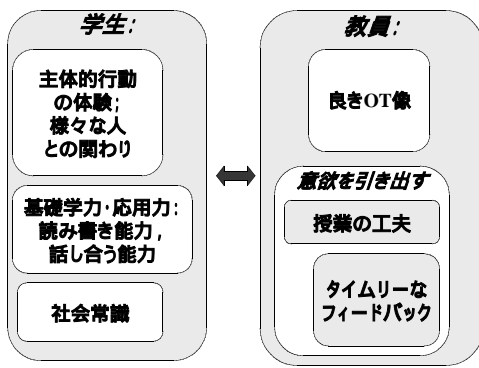 学生:
主体的行動
の体験;
様々な人
との関わり
基礎学力・応用力:
読み書き能力,
話し合う能力
社会常識
教員:
良きOT像
意欲を引き出す
授業の工夫
タイムリーな
フィードバック